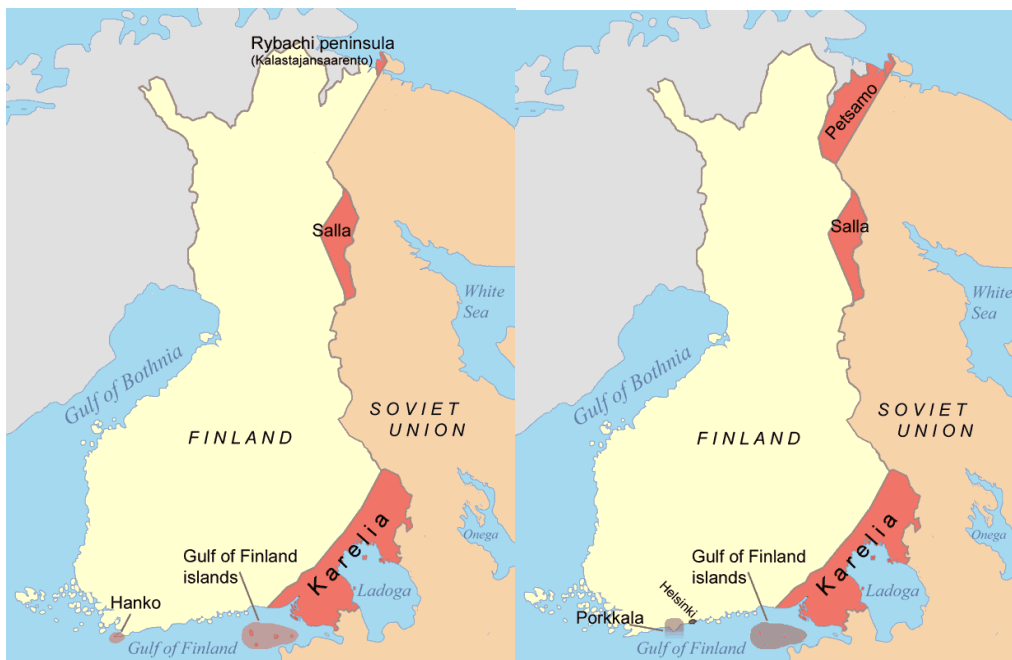 Rybachi peninsula
(Kalastajansaarento)
Salla
White
Sea
Gulf of Bothnia
SOVIET
UNION
FINLAND
Karelia
Onega
Gulf of Finland
islands
Ladoga
Hanko
Gulf of Finland
Petsamo
Salla
White
Sea
Gulf of Bothnia
SOVIET
UNION
FINLAND
Karelia
Onega
Gulf of Finland
islands
Ladoga
Helsinki
Porkkala
Gulf of Finland